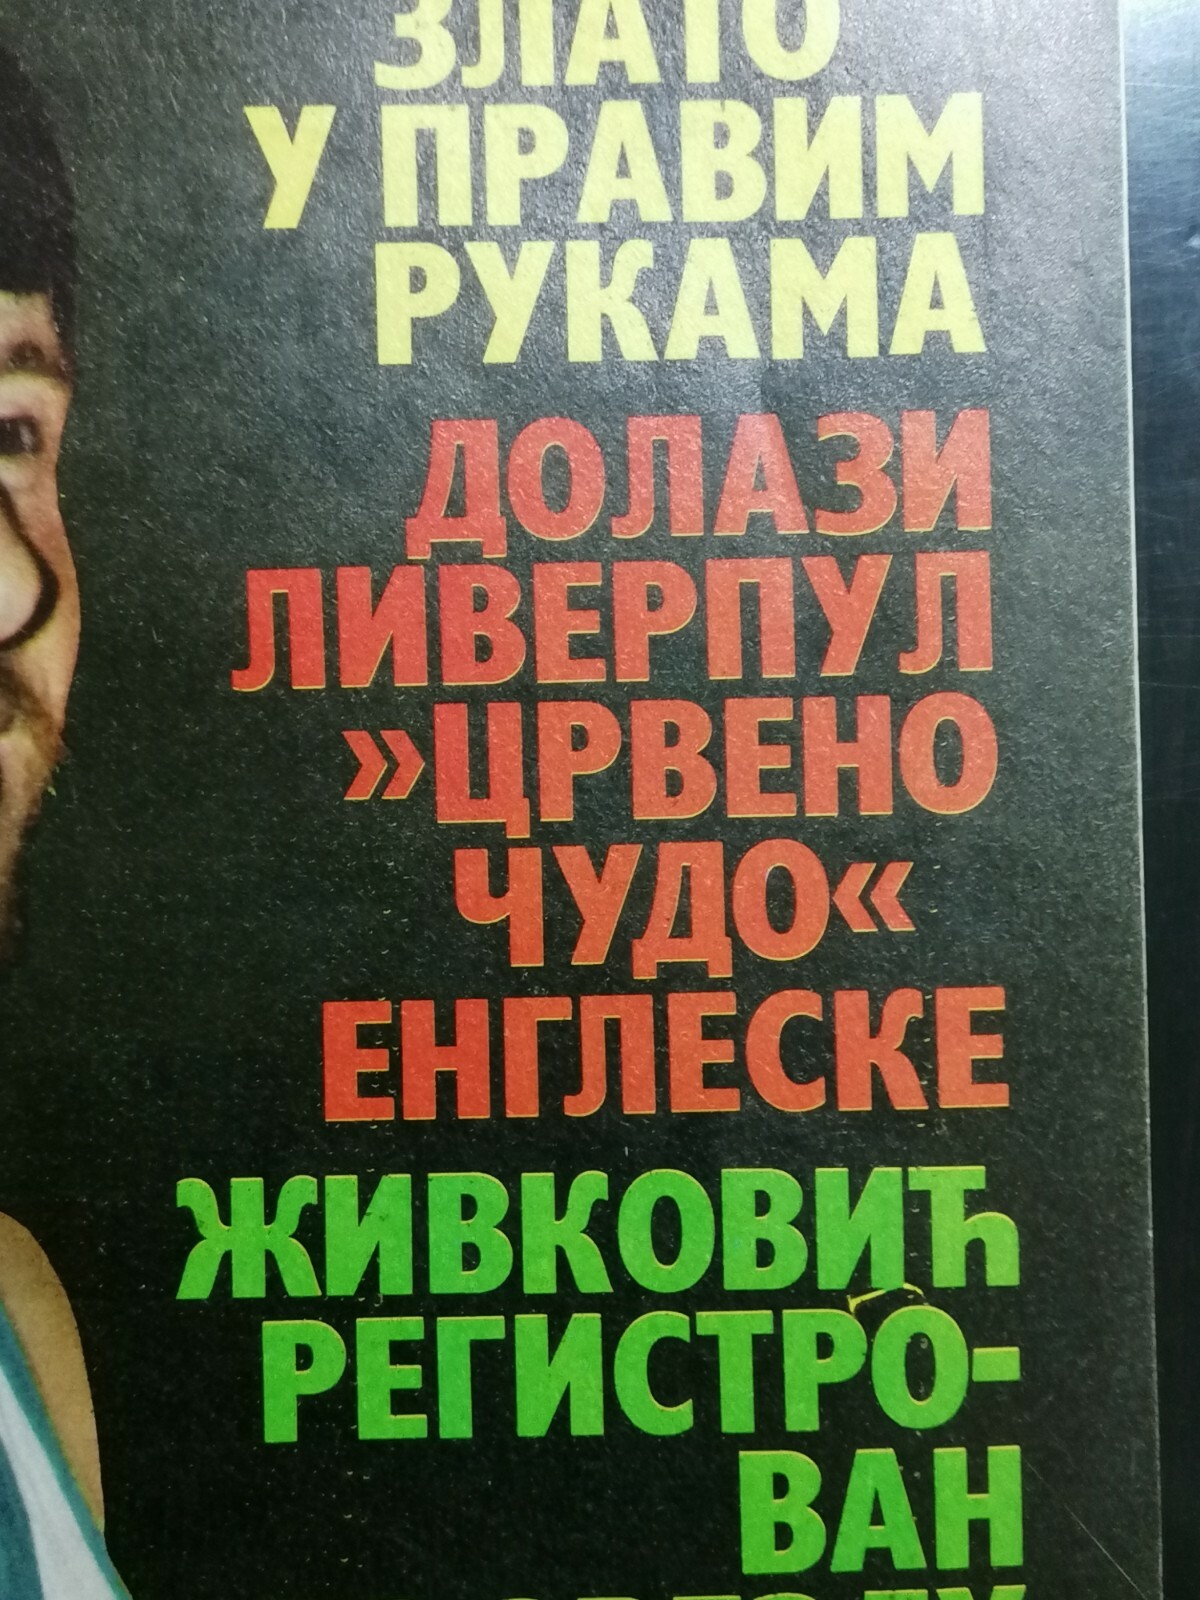 ЗЛАТО
У ПРАВИМ
РУКАМА
ДОЛАЗИ
ЛИВЕРПУЛ
»ЦРВЕНО
ЧУДО«
ЕНГЛЕСКЕ
ЖИВКОВИЋ
РЕГИСТРО-
ВАН